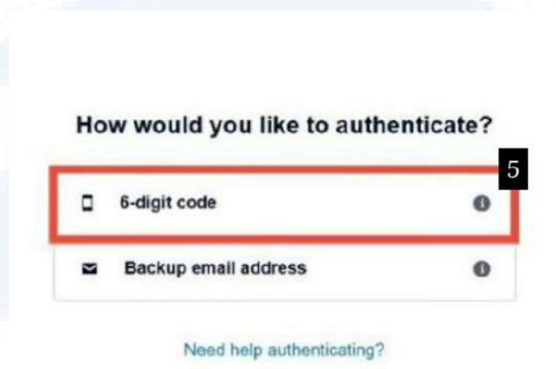 How would you like to authenticate?
5
6-digit code
Backup email address
Need help authenticating?